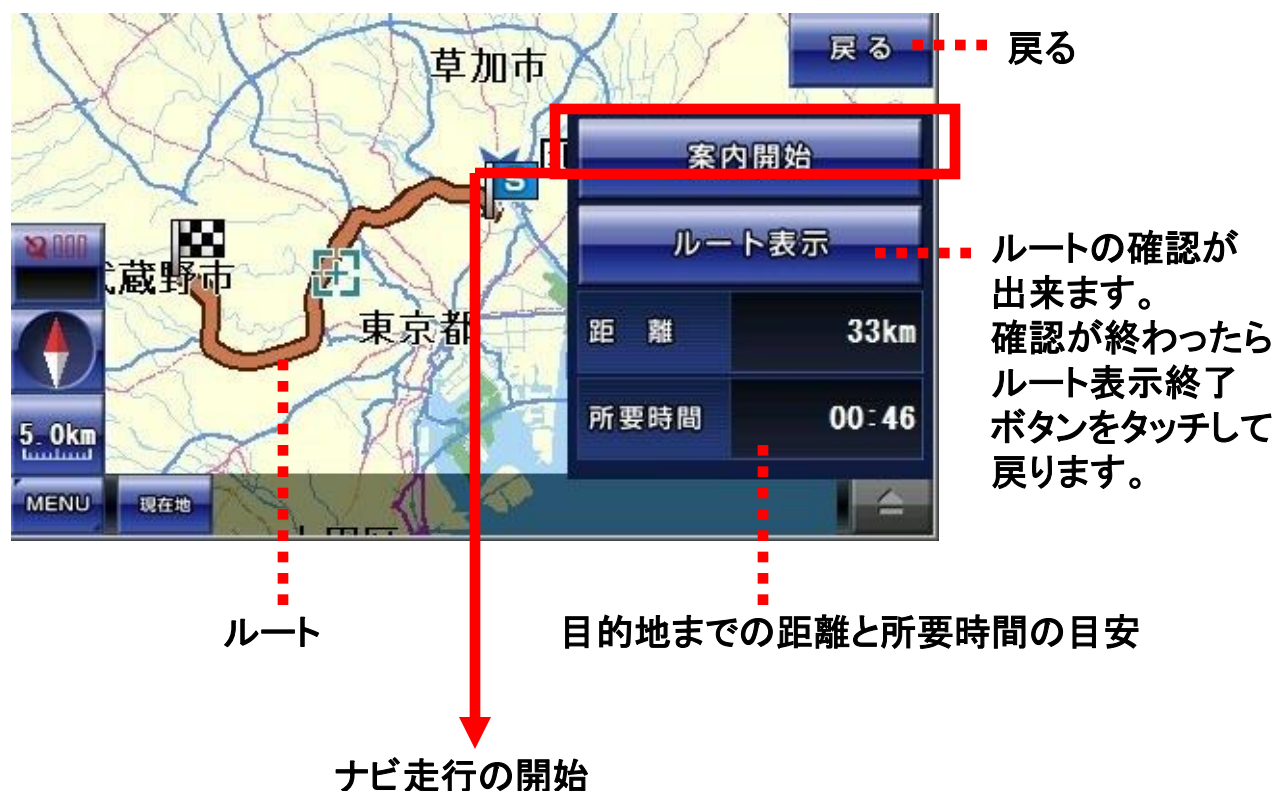 草加市
戻る
戻る
案内開始
S
ルート表示
ルートの確認が
出来ます。
確認が終わったら
ルート表示終了
ボタンをタッチして
戻ります。
蔵野市
東京都
距 離 33km
所要時間 00:46
5.0km
MENU
現在地
ルート
目的地までの距離と所要時間の目安
ナビ走行の開始